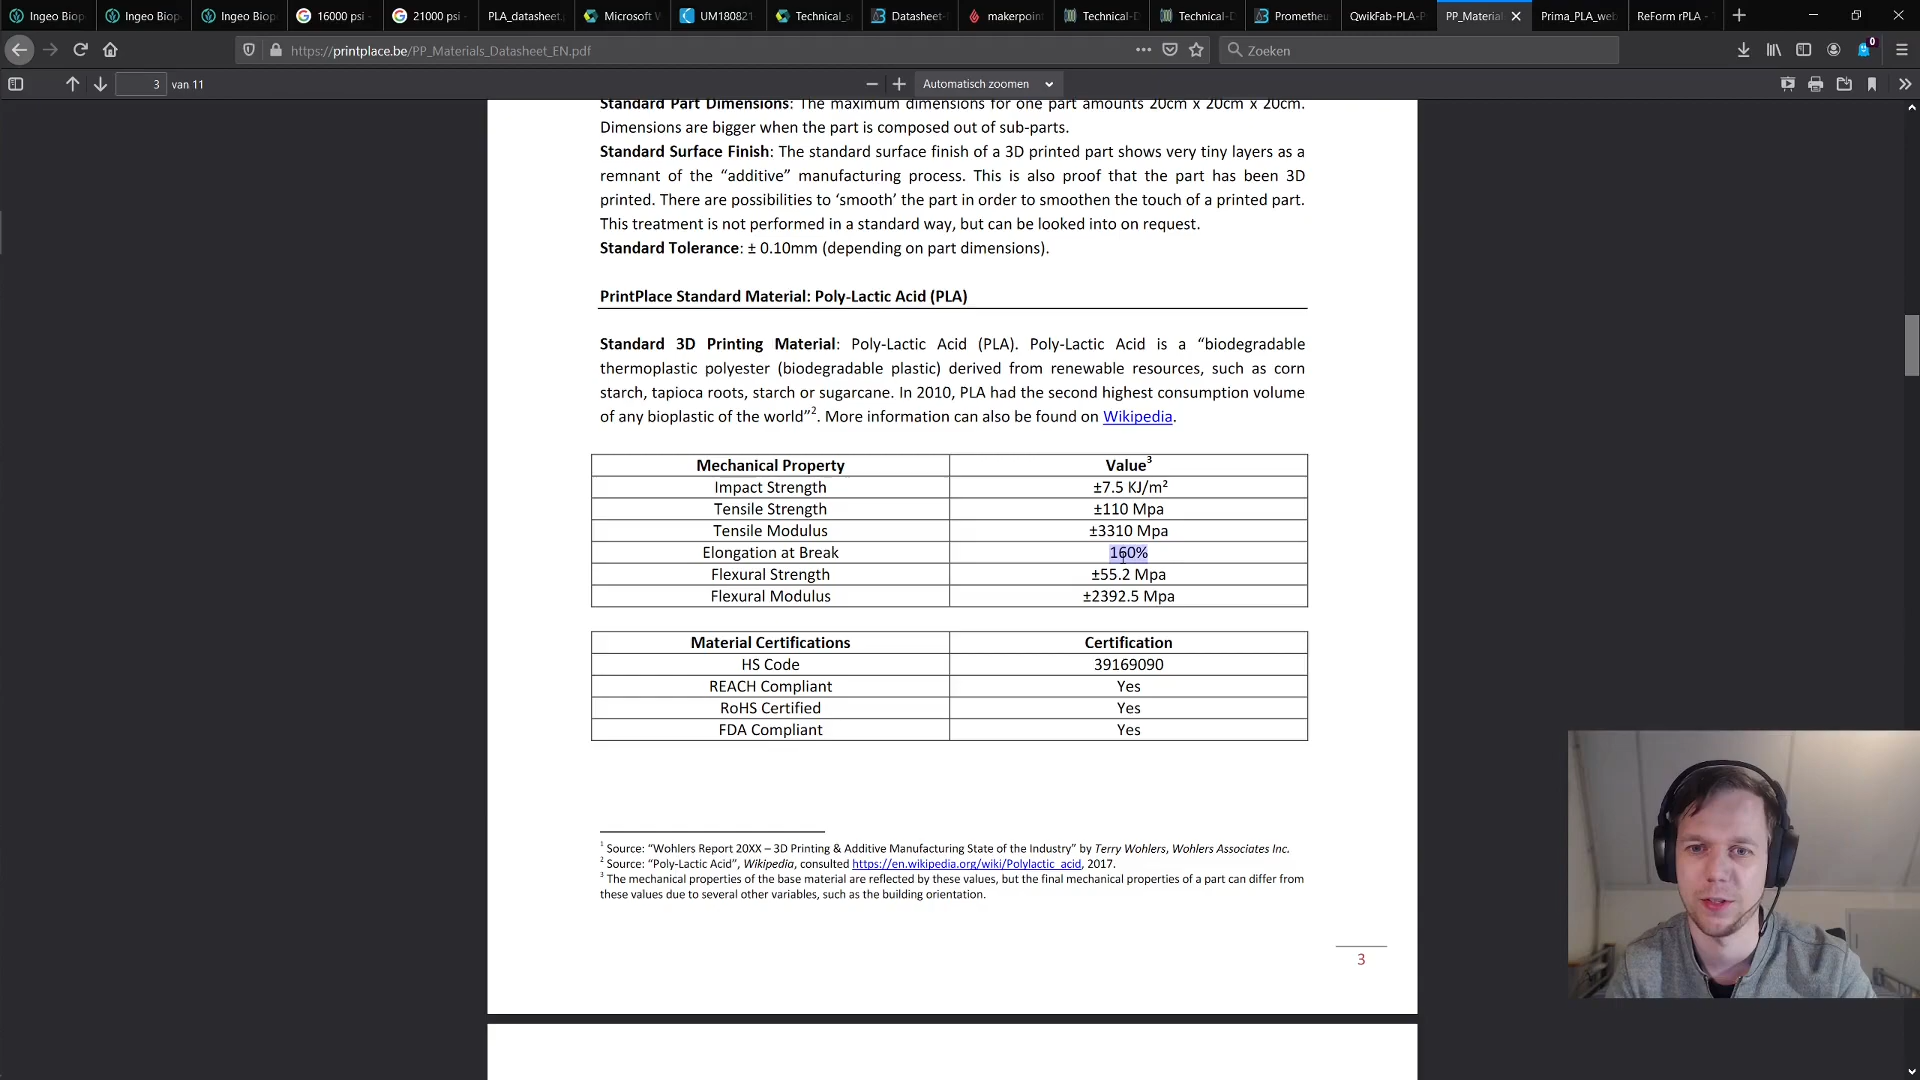 Ingeo Biop
Ingeo Biop
Ingeo Biop
16000 psi -
21000 psi -
PLA_datasheet.
Microsoft V
UM180821
Technical_s
Datasheet-
makerpoint
Technical-D
Technical-D
Prometheu
QwikFab-PLA-P
PP_Material
Prima_PLA_web
ReForm rPLA -
https://printplace.be/PP_Materials_Datasheet_EN.pdf
Zoeken
0
3 van 11
Automatisch zoomen
Standard Part Dimensions: The maximum dimensions for one part amounts 20cm x 20cm x 20cm.
Dimensions are bigger when the part is composed out of sub-parts.
Standard Surface Finish: The standard surface finish of a 3D printed part shows very tiny layers as a
remnant of the “additive” manufacturing process. This is also proof that the part has been 3D
printed. There are possibilities to ‘smooth’ the part in order to smoothen the touch of a printed part.
This treatment is not performed in a standard way, but can be looked into on request.
Standard Tolerance: ± 0.10mm (depending on part dimensions).
PrintPlace Standard Material: Poly-Lactic Acid (PLA)
Standard 3D Printing Material: Poly-Lactic Acid (PLA). Poly-Lactic Acid is a “biodegradable
thermoplastic polyester (biodegradable plastic) derived from renewable resources, such as corn
starch, tapioca roots, starch or sugarcane. In 2010, PLA had the second highest consumption volume
of any bioplastic of the world”2. More information can also be found on Wikipedia.
Mechanical Property Value3
Impact Strength ±7.5 KJ/m²
Tensile Strength ±110 Mpa
Tensile Modulus ±3310 Mpa
Elongation at Break 160%
Flexural Strength ±55.2 Mpa
Flexural Modulus ±2392.5 Mpa
Material Certifications Certification
HS Code 39169090
REACH Compliant Yes
RoHS Certified Yes
FDA Compliant Yes
1 Source: “Wohlers Report 20XX – 3D Printing & Additive Manufacturing State of the Industry” by Terry Wohlers, Wohlers Associates Inc.
2 Source: “Poly-Lactic Acid”, Wikipedia, consulted https://en.wikipedia.org/wiki/Polylactic_acid, 2017.
3 The mechanical properties of the base material are reflected by these values, but the final mechanical properties of a part can differ from
these values due to several other variables, such as the building orientation.
3